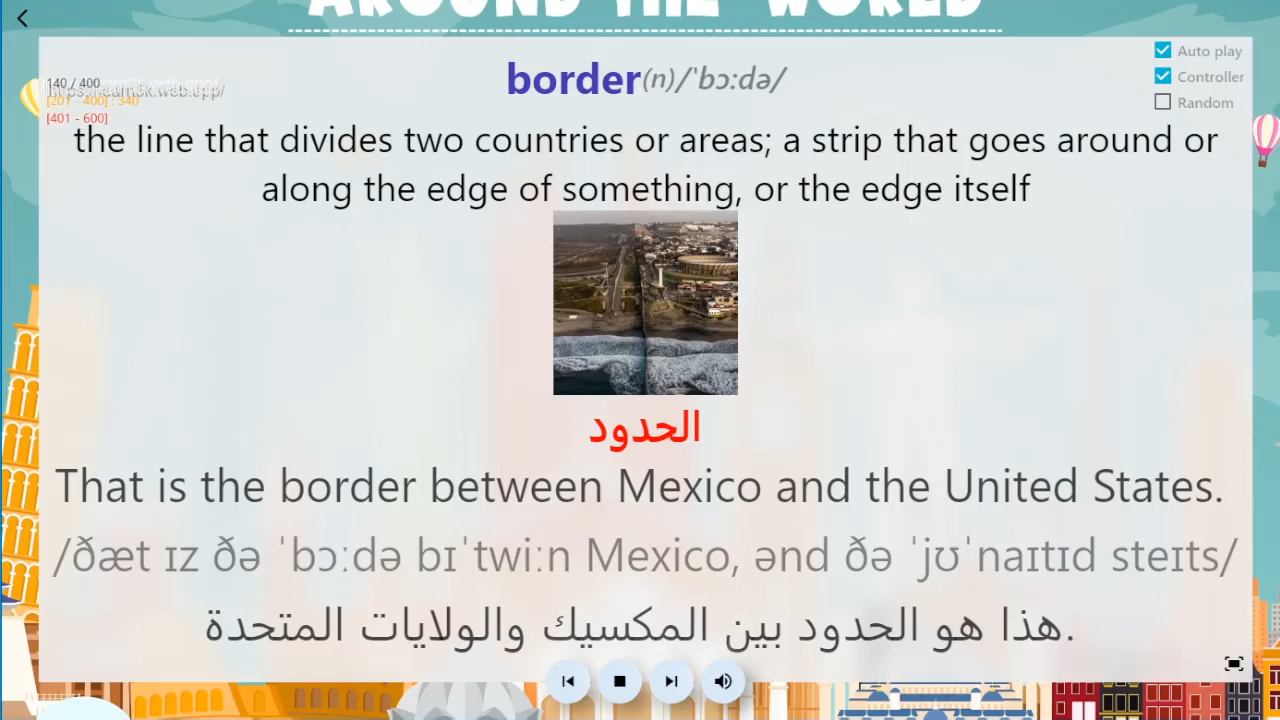 AROUND THE WORLD
140 / 400
[201 - 400] : 340
[401 - 600]
border(n)/ˈbɔːdə/
Auto play
Controller
Random
the line that divides two countries or areas; a strip that goes around or
along the edge of something, or the edge itself
الحدود
That is the border between Mexico and the United States.
/ðæt ɪz ðə ˈbɔːdə bɪˈtwiːn Mexico, ənd ðə ˈjʊˈnaɪtɪd steɪts/
هذا هو الحدود بين المكسيك والولايات المتحدة.